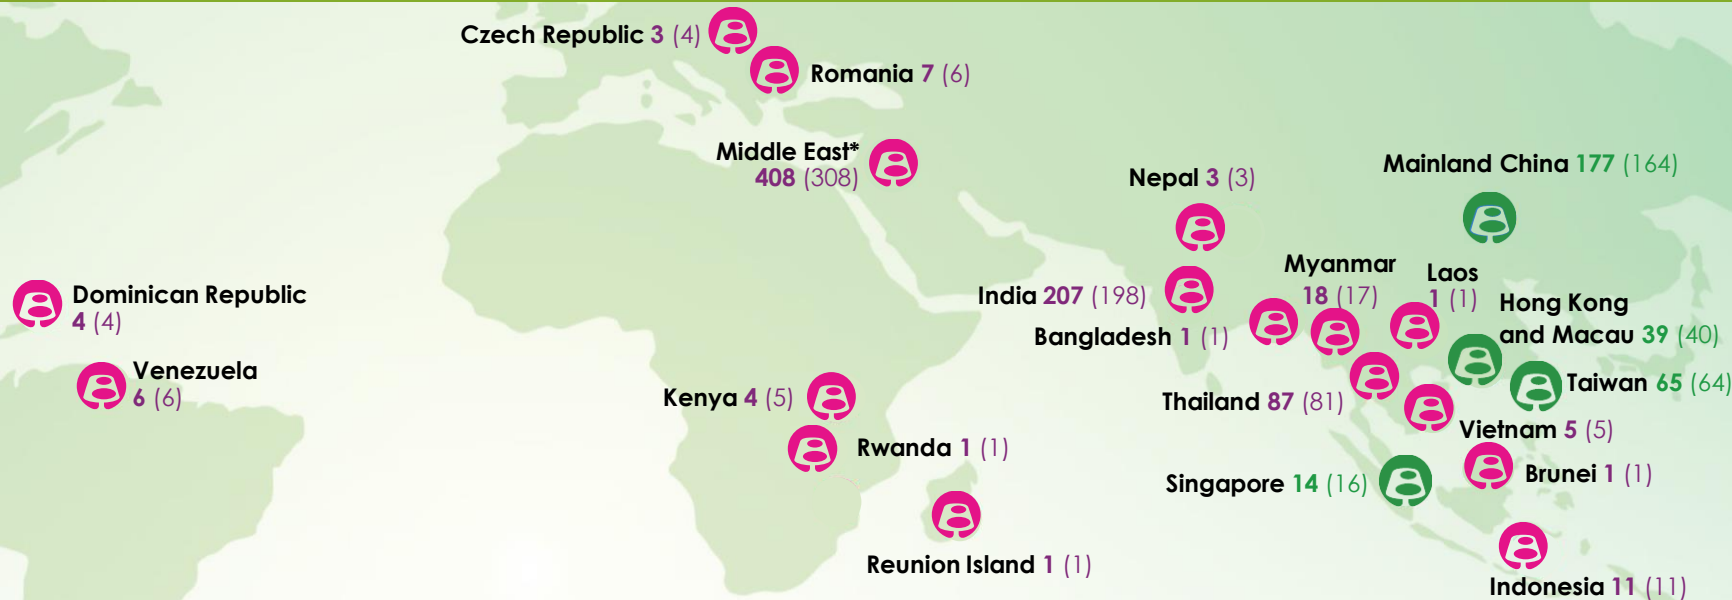 Czech Republic 3 (4)
Romania 7 (6)
Middle East*
408 (308)
Nepal 3 (3)
Mainland China 177 (164)
Myanmar
18 (17)
Laos
1 (1)
India 207 (198)
Hong Kong
and Macau 39 (40)
Dominican Republic
4 (4)
Bangladesh 1 (1)
Venezuela
6 (6)
Taiwan 65 (64)
Kenya 4 (5)
Thailand 87 (81)
Vietnam 5 (5)
Rwanda 1 (1)
Singapore 14 (16)
Brunei 1 (1)
Reunion Island 1 (1)
Indonesia 11 (11)